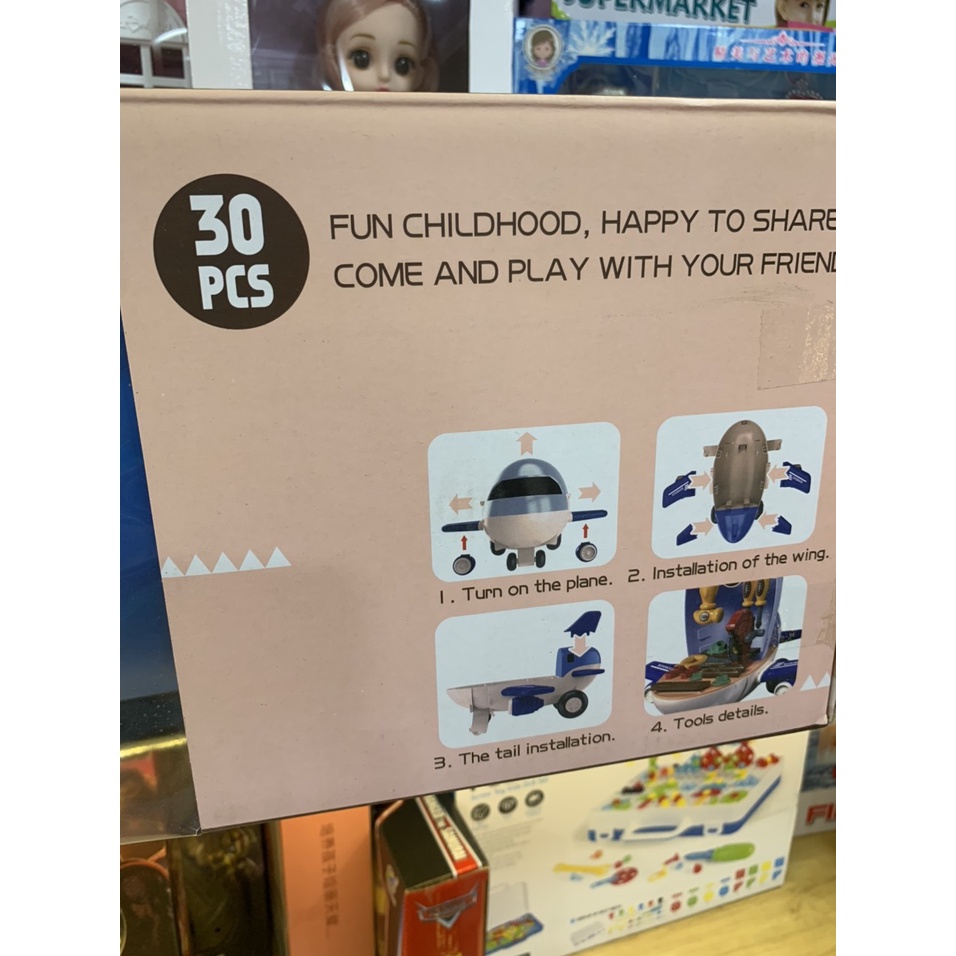 SUPERMARKET
30
PCS
FUN CHILDHOOD, HAPPY TO SHARE
COME AND PLAY WITH YOUR FRIEND
1. Turn on the plane.
2. Installation of the wing.
3. The tail installation.
4. Tools details.